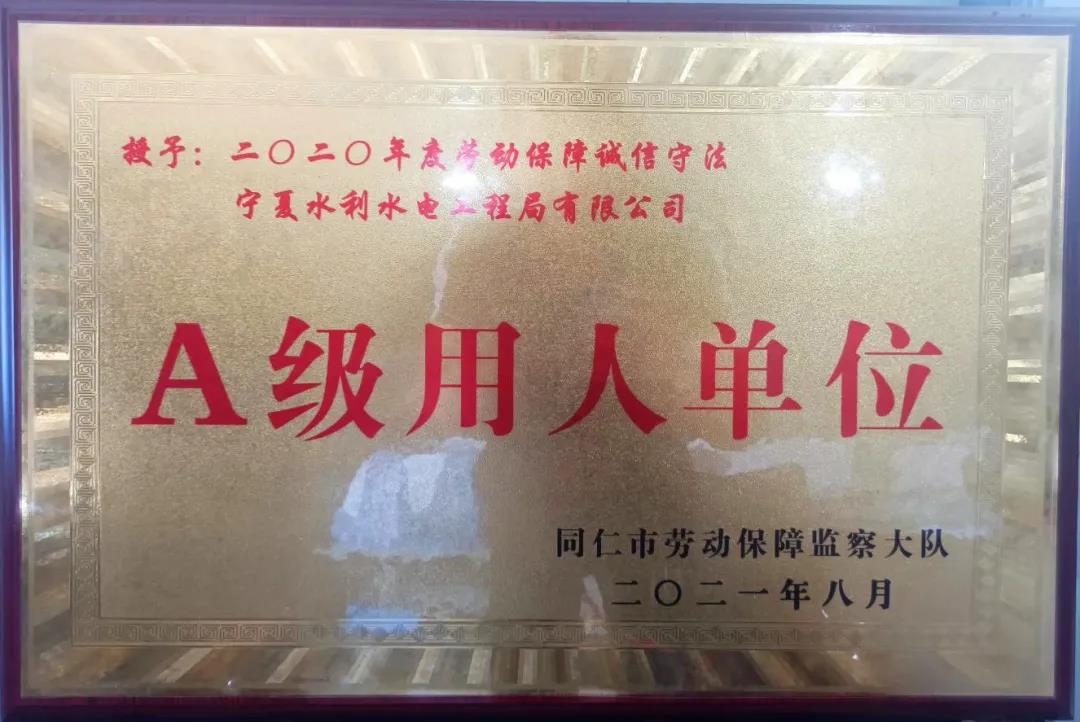 授予：二〇二〇年度劳动保障诚信守法
宁夏水利水电工程局有限公司
A级用人单位
同仁市劳动保障监察大队
二〇二一年八月